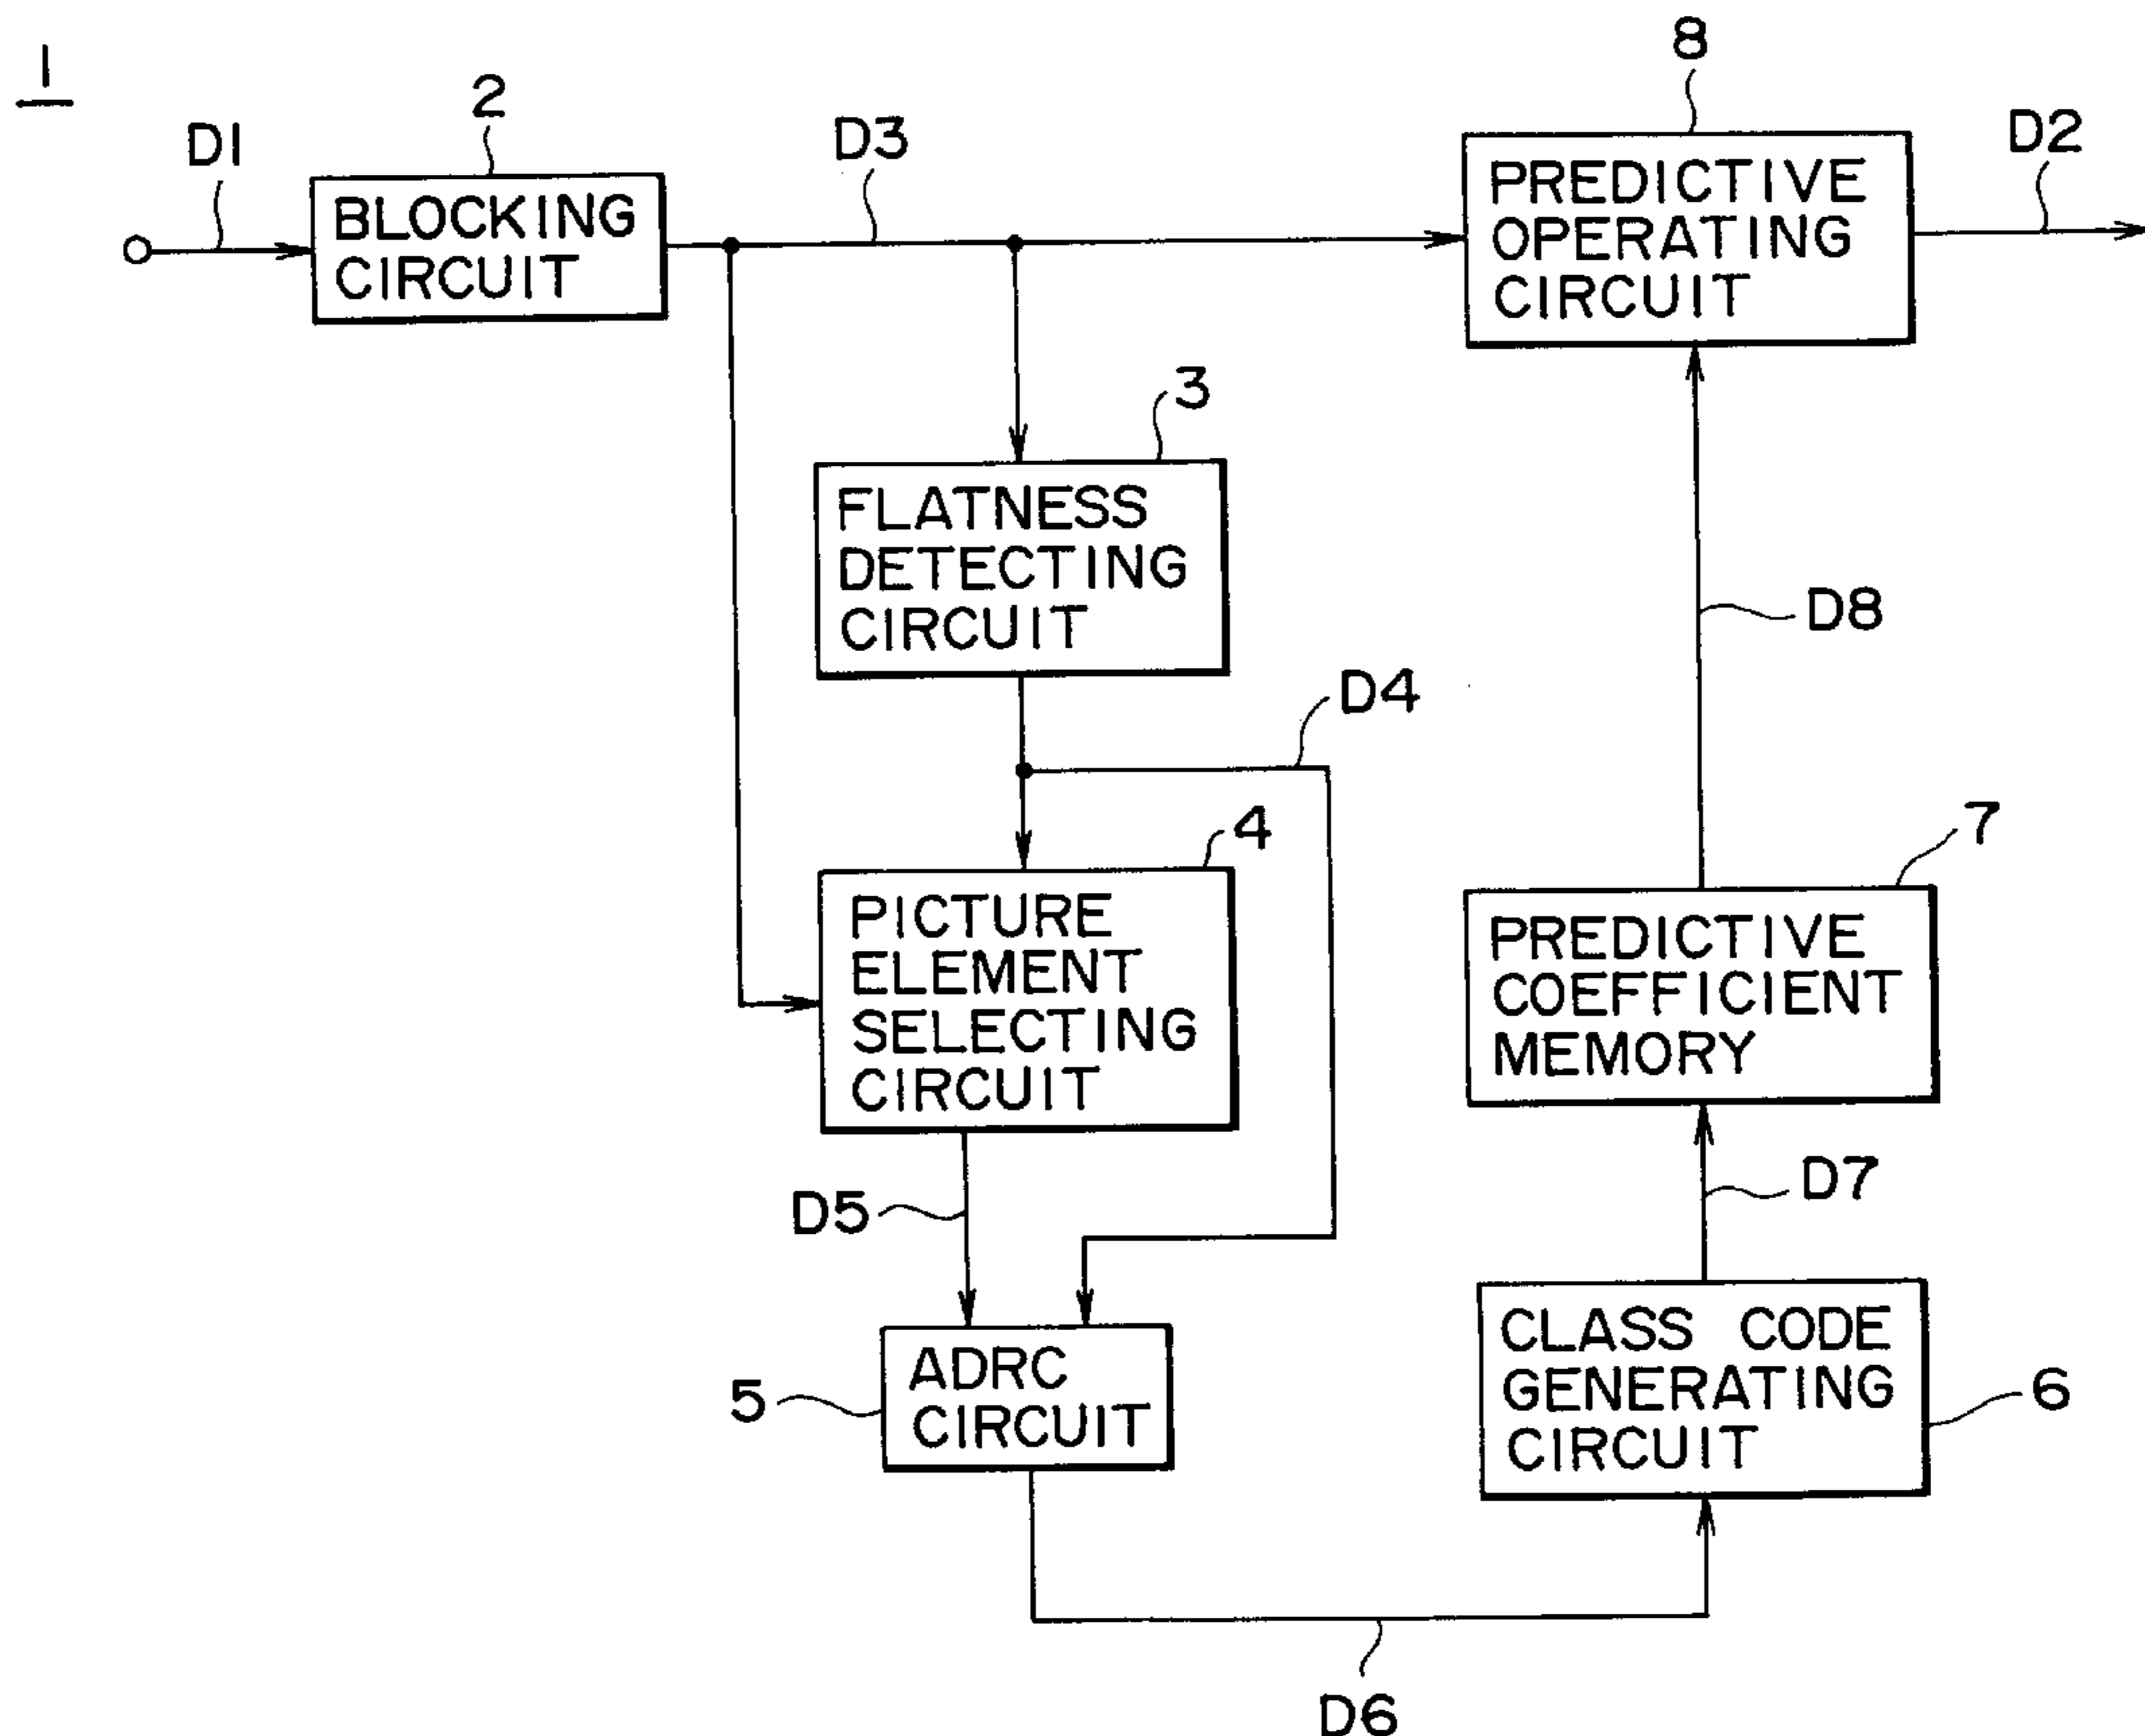 1
D1
2
BLOCKING
CIRCUIT
D3
8
PREDICTIVE
OPERATING
CIRCUIT
D2
3
FLATNESS
DETECTING
CIRCUIT
D8
D4
4
PICTURE
ELEMENT
SELECTING
CIRCUIT
7
PREDICTIVE
COEFFICIENT
MEMORY
D5
D7
5
ADRC
CIRCUIT
CLASS CODE
GENERATING
CIRCUIT
6
D6